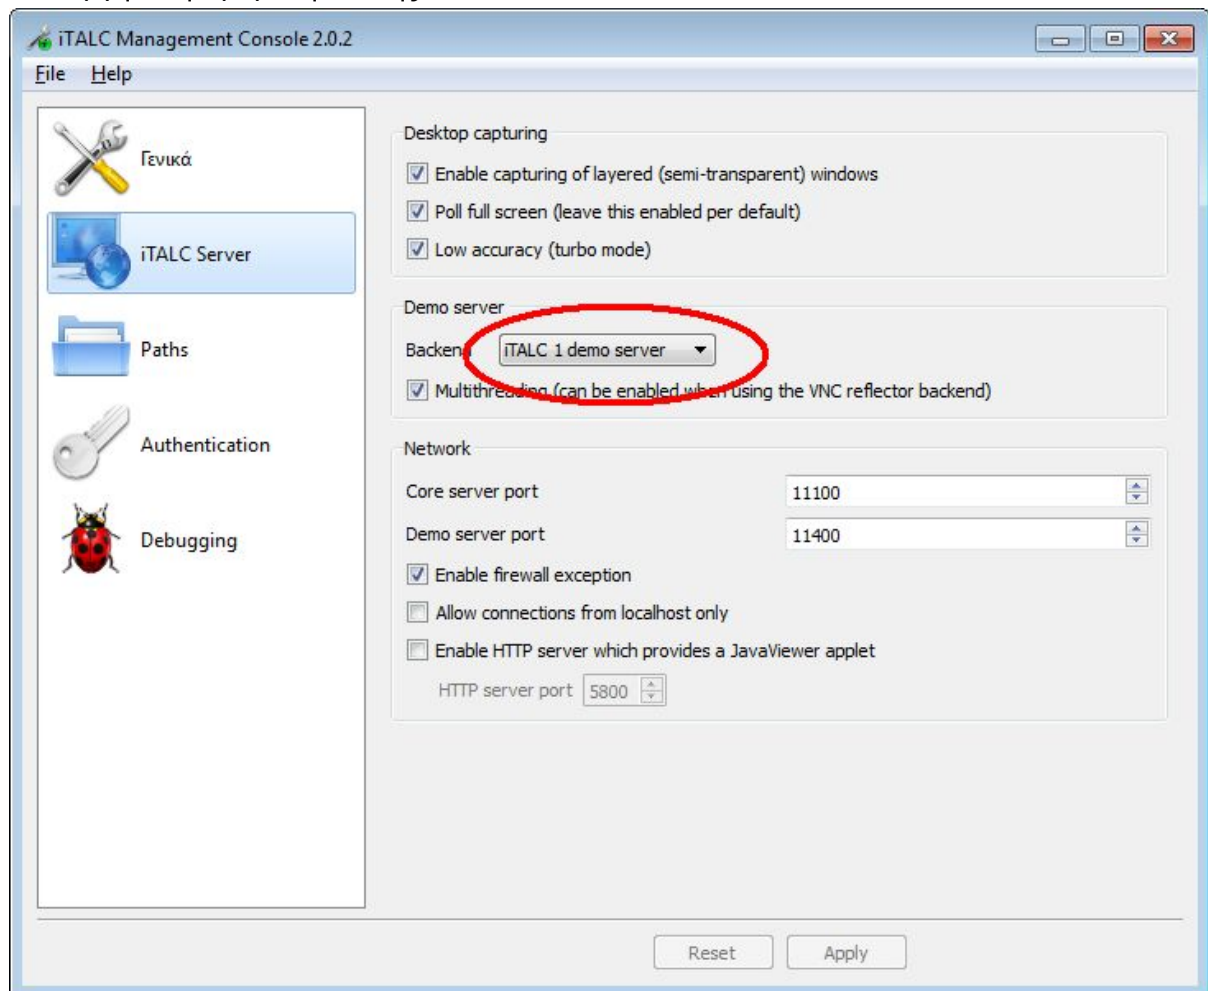 iTALC Management Console 2.0.2
File Help
Γενικά
iTALC Server
Paths
Authentication
Debugging
Desktop capturing
Enable capturing of layered (semi-transparent) windows
Poll full screen (leave this enabled per default)
Low accuracy (turbo mode)
Demo server
Backend iTALC 1 demo server
Multithreading (can be enabled when using the VNC reflector backend)
Network
Core server port 11100
Demo server port 11400
Enable firewall exception
Allow connections from localhost only
Enable HTTP server which provides a JavaViewer applet
HTTP server port 5800
Reset Apply